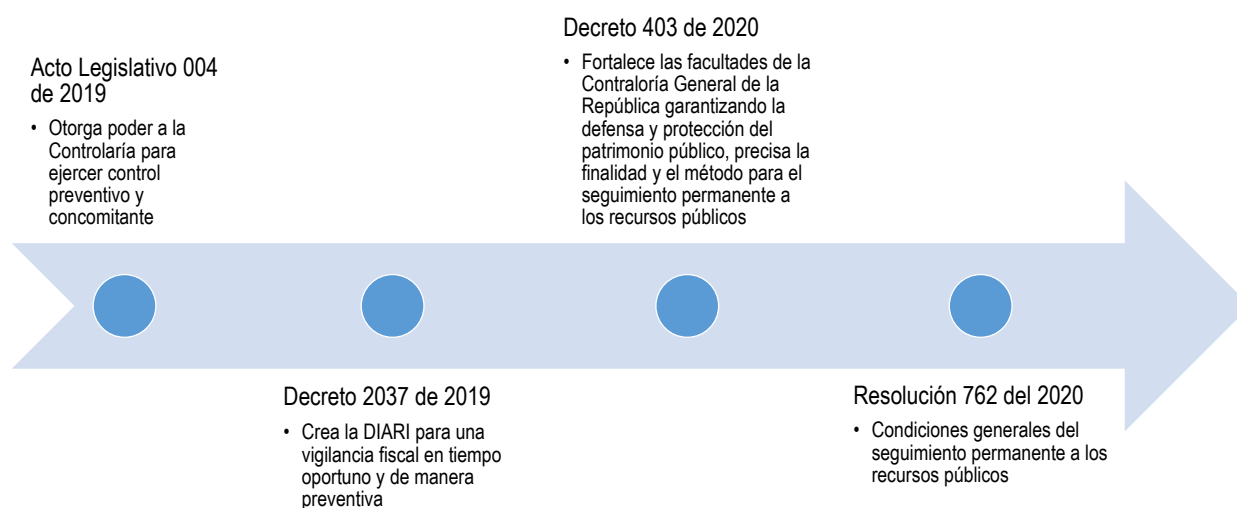 Acto Legislativo 004
de 2019
• Otorga poder a la
Controlaría para
ejercer control
preventivo y
concomitante
Decreto 2037 de 2019
• Crea la DIARI para una
vigilancia fiscal en tiempo
oportuno y de manera
preventiva
Decreto 403 de 2020
• Fortalece las facultades de la
Contraloría General de la
República garantizando la
defensa y protección del
patrimonio público, precisa la
finalidad y el método para el
seguimiento permanente a
los recursos públicos
Resolución 762 del 2020
• Condiciones generales del
seguimiento permanente a los
recursos públicos